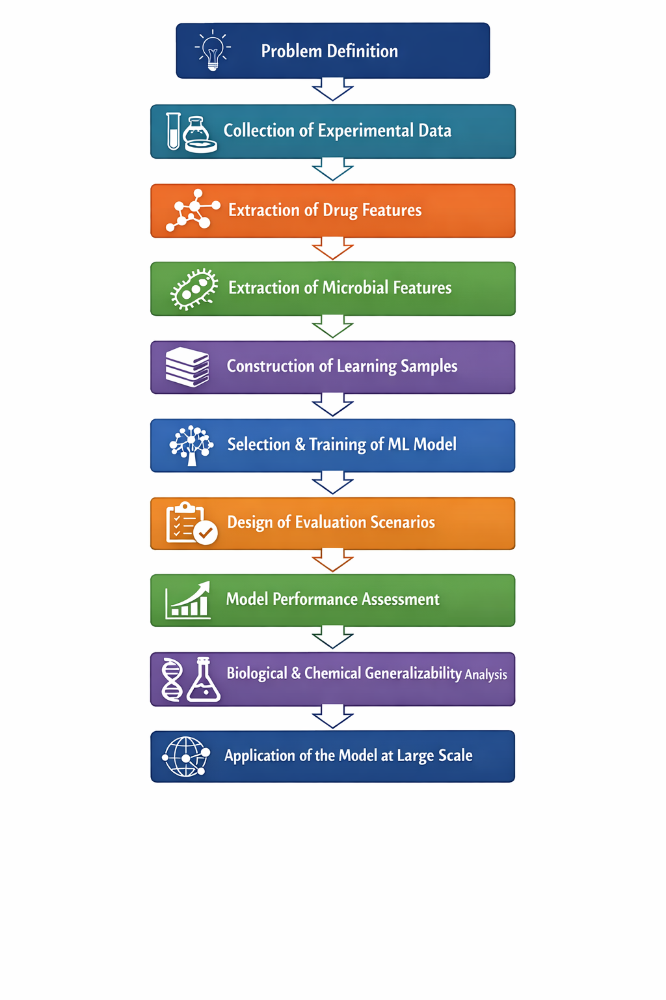 Problem Definition
Collection of Experimental Data
Extraction of Drug Features
Extraction of Microbial Features
Construction of Learning Samples
Selection & Training of ML Model
Design of Evaluation Scenarios
Model Performance Assessment
Biological & Chemical Generalizability Analysis
Application of the Model at Large Scale